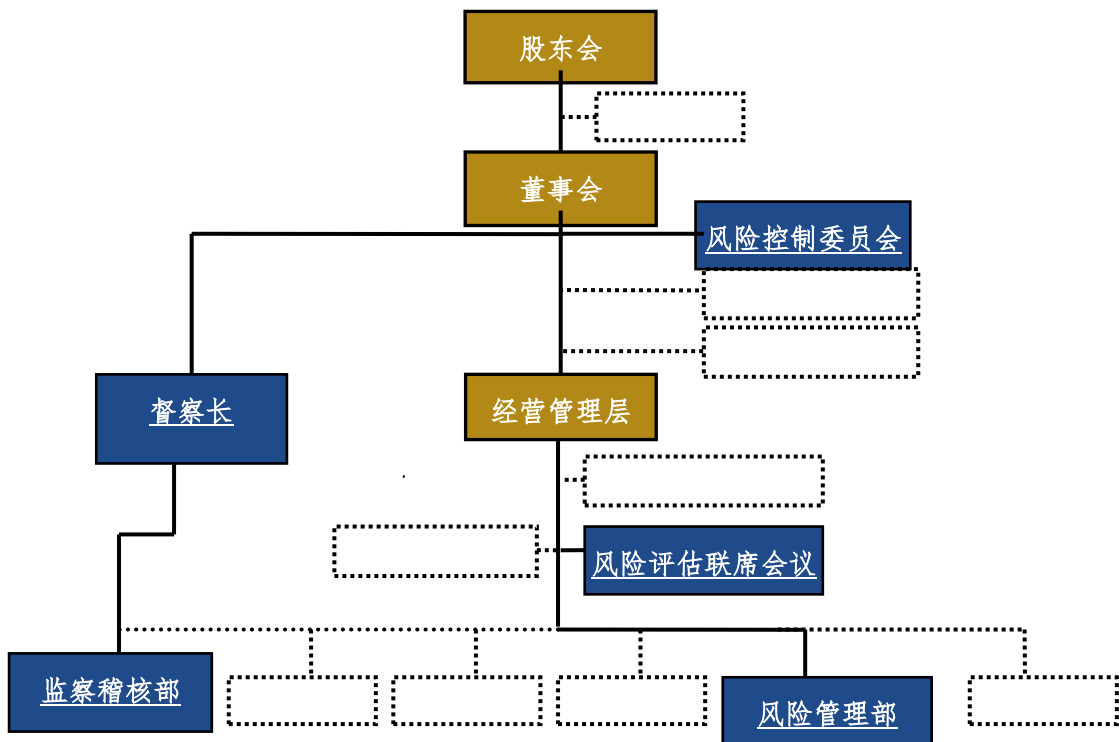 股东会
董事会
风险控制委员会
督察长
经营管理层
风险评估联席会议
监察稽核部
风险管理部